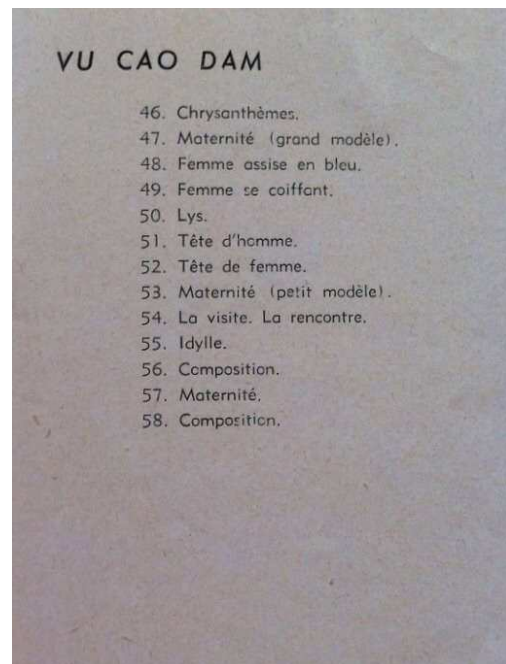 VU CAO DAM
46. Chrysanthèmes.
47. Maternité (grand modèle).
48. Femme assise en bleu.
49. Femme se coiffant.
50. Lys.
51. Tête d'homme.
52. Tête de femme.
53. Maternité (petit modèle).
54. La visite. La rencontre.
55. Idylle.
56. Composition.
57. Maternité.
58. Composition.